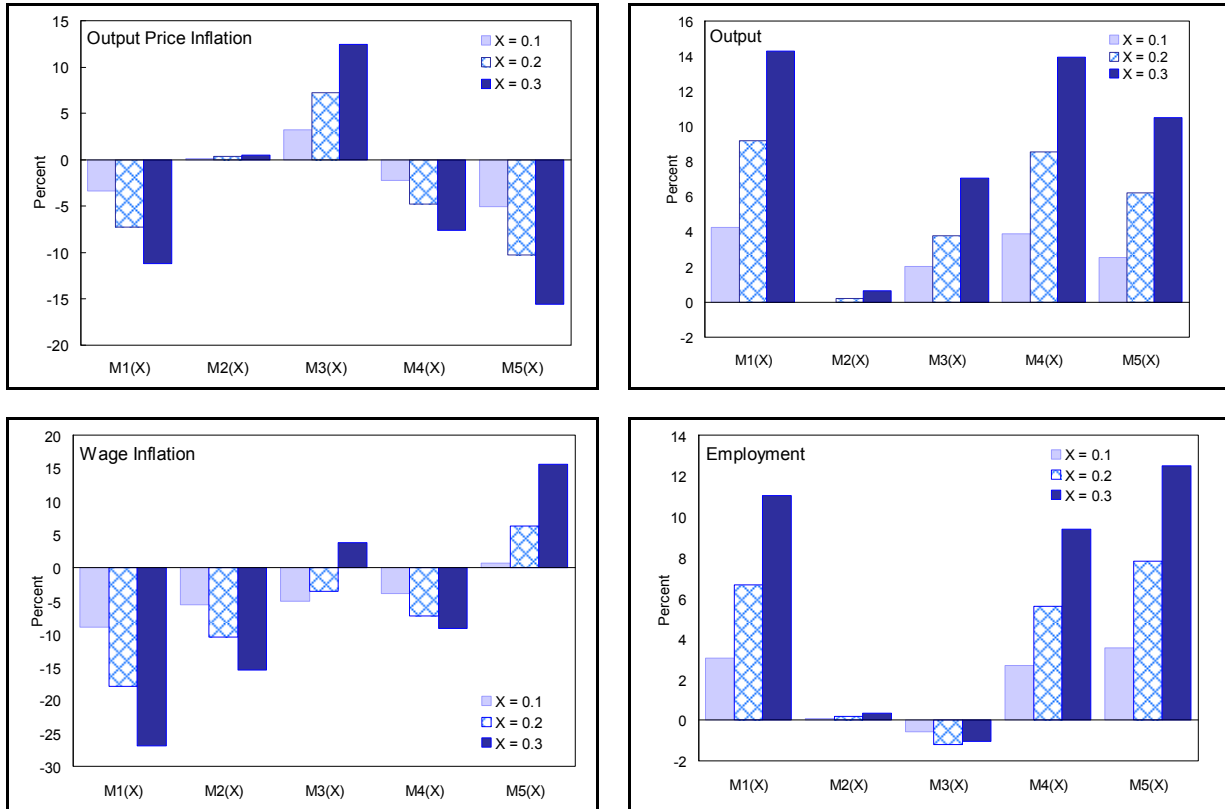 Output Price Inflation
X = 0.1
X = 0.2
X = 0.3
Percent
15
10
5
0
-5
-10
-15
-20
M1(X) M2(X) M3(X) M4(X) M5(X)
Output
X = 0.1
X = 0.2
X = 0.3
Percent
16
14
12
10
8
6
4
2
0
-2
M1(X) M2(X) M3(X) M4(X) M5(X)
Wage Inflation
Percent
20
15
10
5
0
-5
-10
-15
-20
-25
-30
X = 0.1
X = 0.2
X = 0.3
M1(X) M2(X) M3(X) M4(X) M5(X)
Employment
X = 0.1
X = 0.2
X = 0.3
Percent
14
12
10
8
6
4
2
0
-2
M1(X) M2(X) M3(X) M4(X) M5(X)